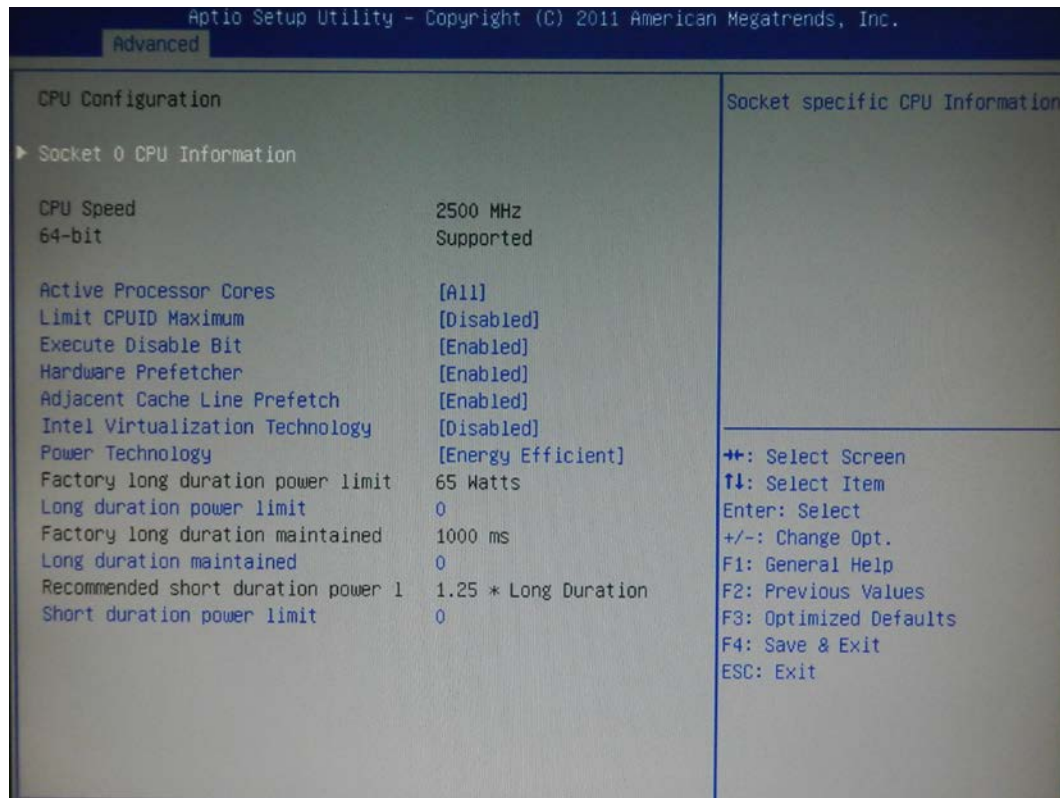 Aptio Setup Utility - Copyright (C) 2011 American Megatrends, Inc.
Advanced
CPU Configuration
Socket 0 CPU Information
CPU Speed 2500 MHz
64-bit Supported
Active Processor Cores [All]
Limit CPUID Maximum [Disabled]
Execute Disable Bit [Enabled]
Hardware Prefetcher [Enabled]
Adjacent Cache Line Prefetch [Enabled]
Intel Virtualization Technology [Disabled]
Power Technology [Energy Efficient]
Factory long duration power limit 65 Watts
Long duration power limit 0
Factory long duration maintained 1000 ms
Long duration maintained 0
Recommended short duration power l 1.25 * Long Duration
Short duration power limit 0
Socket specific CPU Information
→←: Select Screen
↑↓: Select Item
Enter: Select
+/-: Change Opt.
F1: General Help
F2: Previous Values
F3: Optimized Defaults
F4: Save & Exit
ESC: Exit